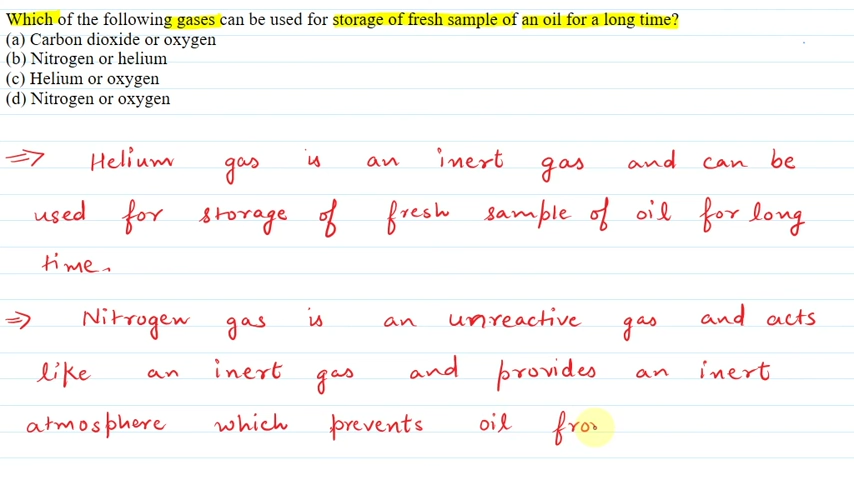 Which of the following gases can be used for storage of fresh sample of an oil for a long time?
(a) Carbon dioxide or oxygen
(b) Nitrogen or helium
(c) Helium or oxygen
(d) Nitrogen or oxygen
⇒ Helium gas is an inert gas and can be
used for storage of fresh sample of oil for long
time.
⇒ Nitrogen gas is an unreactive gas and acts
like an inert gas and provides an inert
atmosphere which prevents oil fro